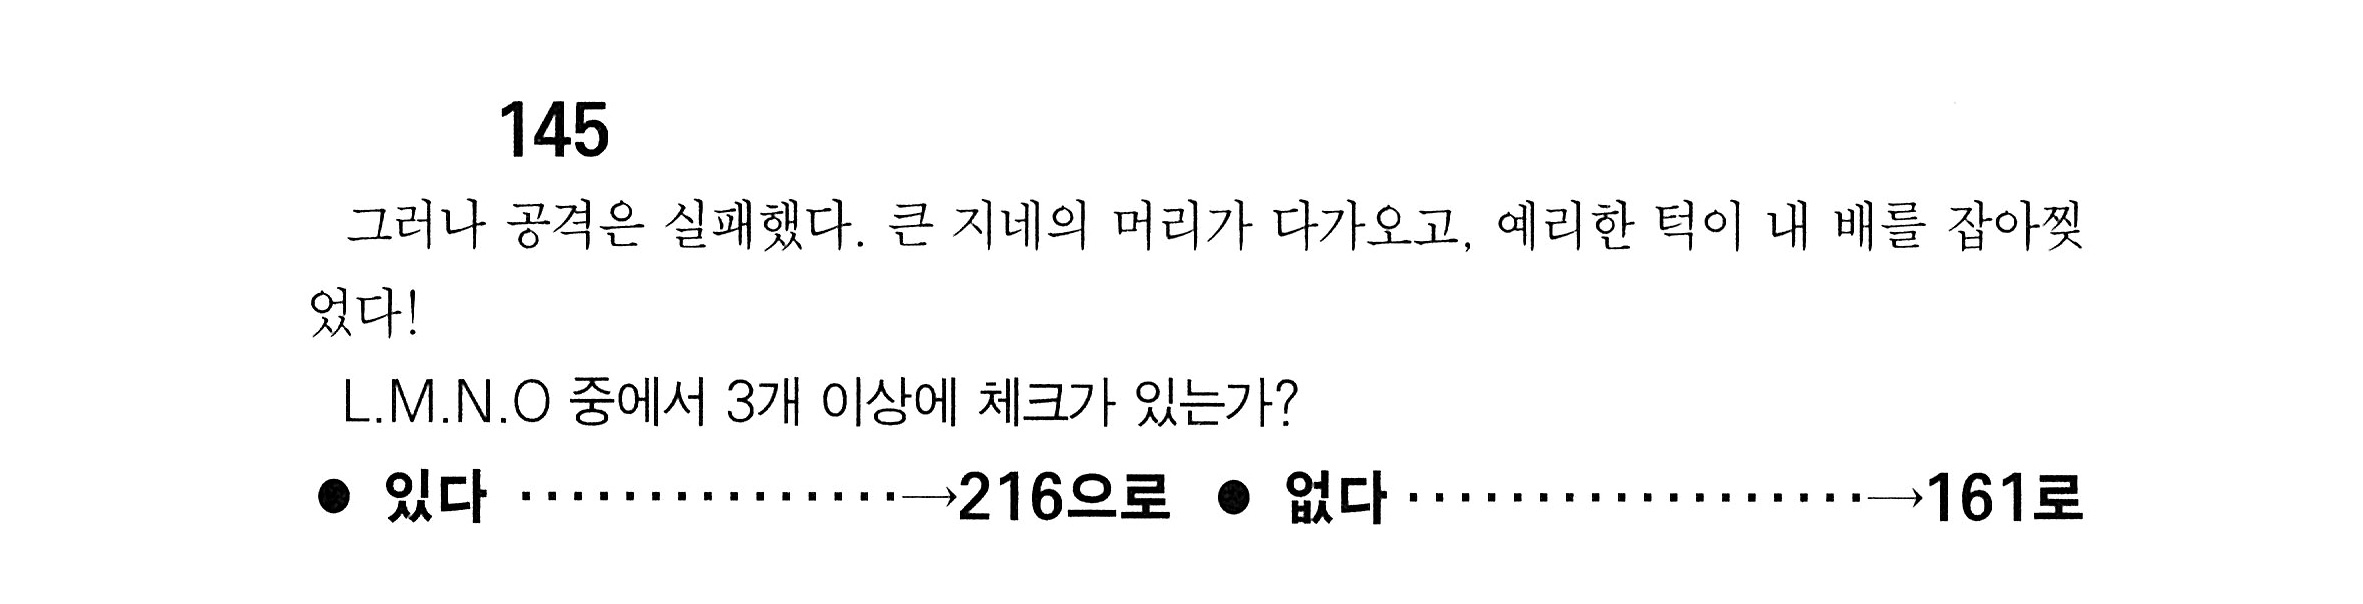 145
그러나 공격은 실패했다. 큰 지네의 머리가 다가오고, 예리한 턱이 내 배를 잡아찢
었다!
L.M.N.O 중에서 3개 이상에 체크가 있는가?
● 있다 ···············→216으로 ● 없다 ··················→161로